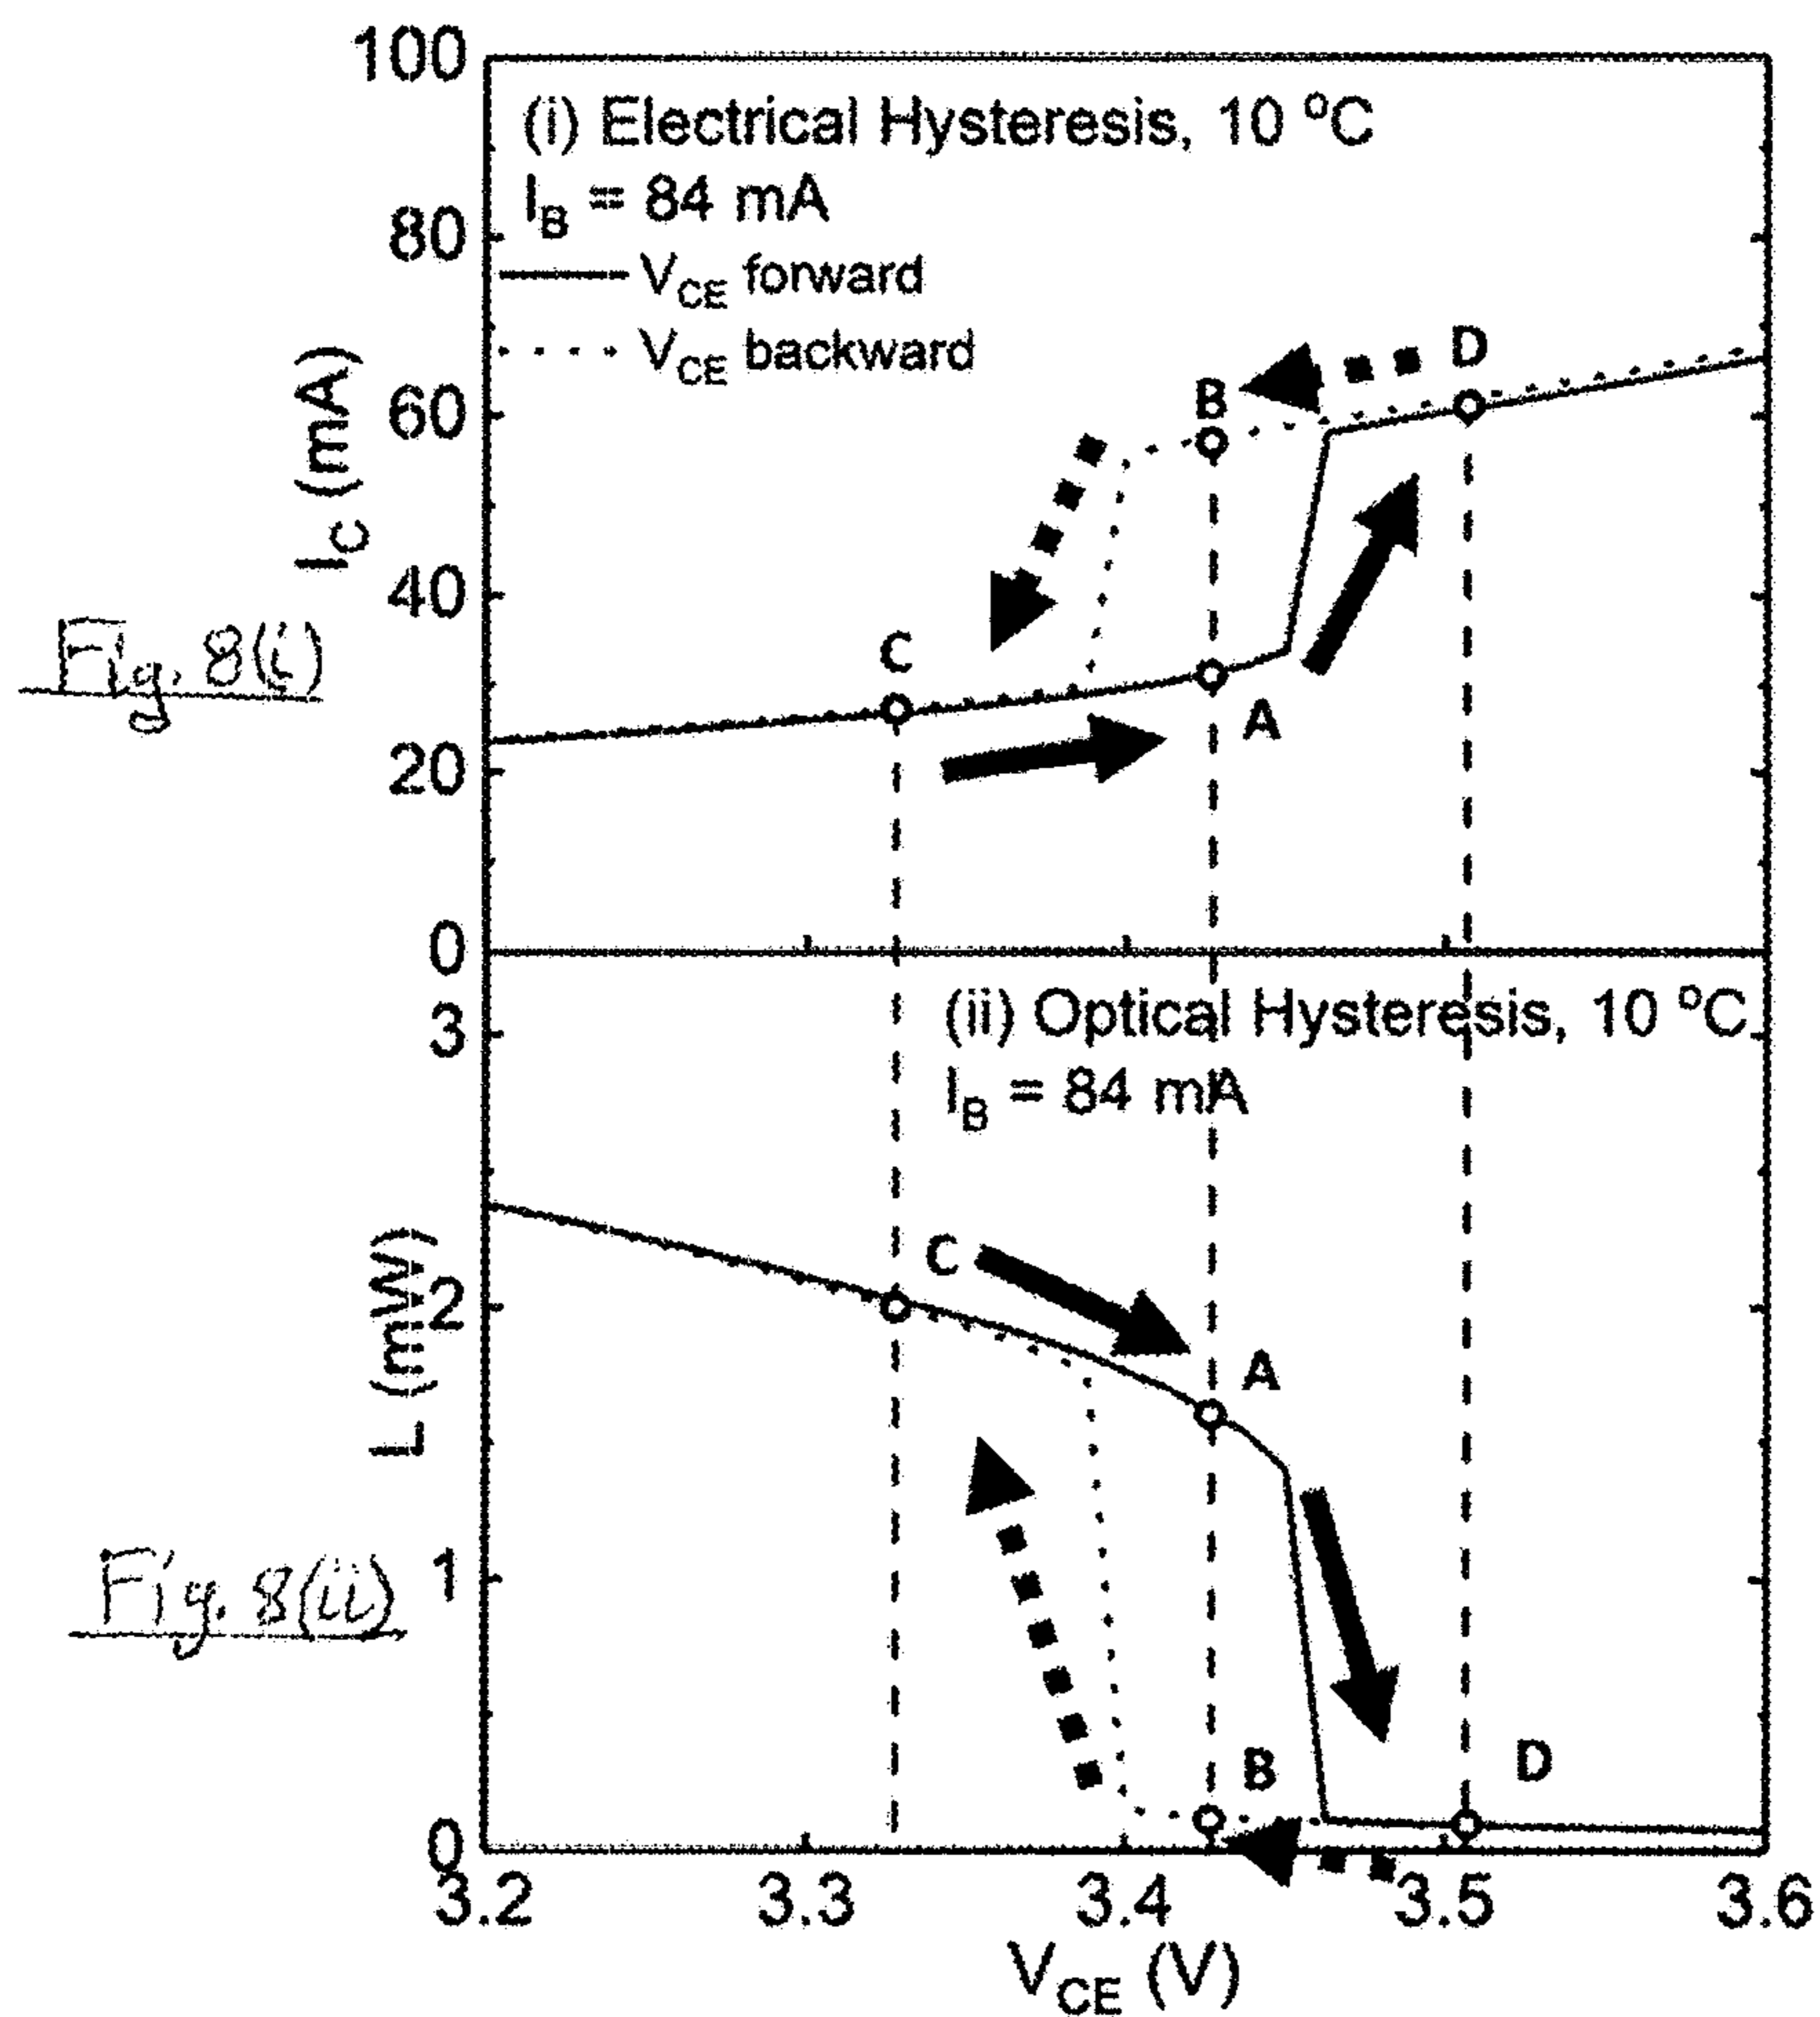 100
(i) Electrical Hysteresis, 10 °C
I_B = 84 mA
80
V_CE forward
V_CE backward
D
B
60
I_C (mA)
40
C
A
Fig. 8(i)
20
0
(ii) Optical Hysteresis, 10 °C
3
I_B = 84 mA
C
2
A
L (mW)
Fig. 8(ii)
1
B
D
0
3.2 3.3 3.4 3.5 3.6
V_CE (V)